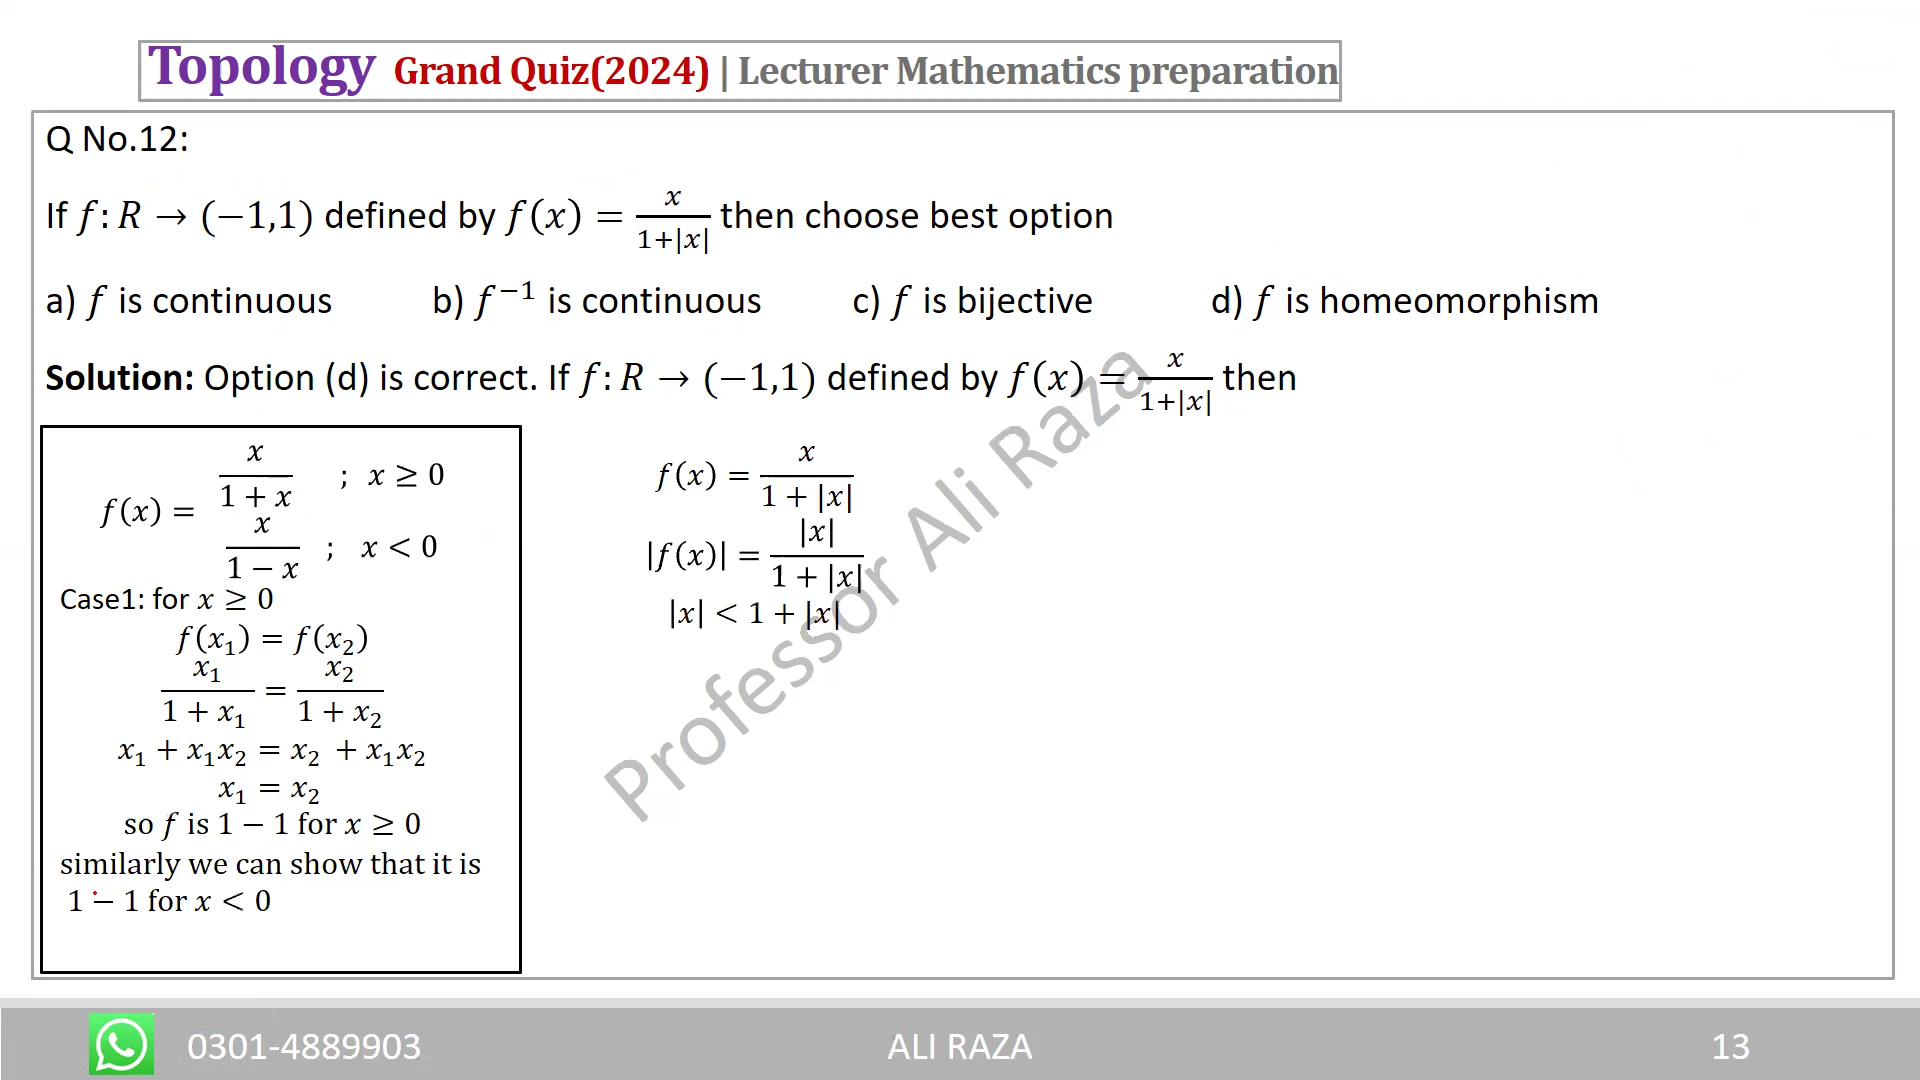 Topology Grand Quiz(2024) | Lecturer Mathematics preparation
Q No.12:
If f: R → (−1,1) defined by f(x) = x/(1+|x|) then choose best option
a) f is continuous b) f⁻¹ is continuous c) f is bijective d) f is homeomorphism
Solution: Option (d) is correct. If f: R → (−1,1) defined by f(x) = x/(1+|x|) then
f(x) = x/(1 + x) ; x ≥ 0
x/(1 − x) ; x < 0
Case1: for x ≥ 0
f(x₁) = f(x₂)
x₁/(1 + x₁) = x₂/(1 + x₂)
x₁ + x₁x₂ = x₂ + x₁x₂
x₁ = x₂
so f is 1 − 1 for x ≥ 0
similarly we can show that it is
1 − 1 for x < 0
f(x) = x/(1 + |x|)
|f(x)| = |x|/(1 + |x|)
|x| < 1 + |x|
Professor Ali Raza
0301-4889903 ALI RAZA 13